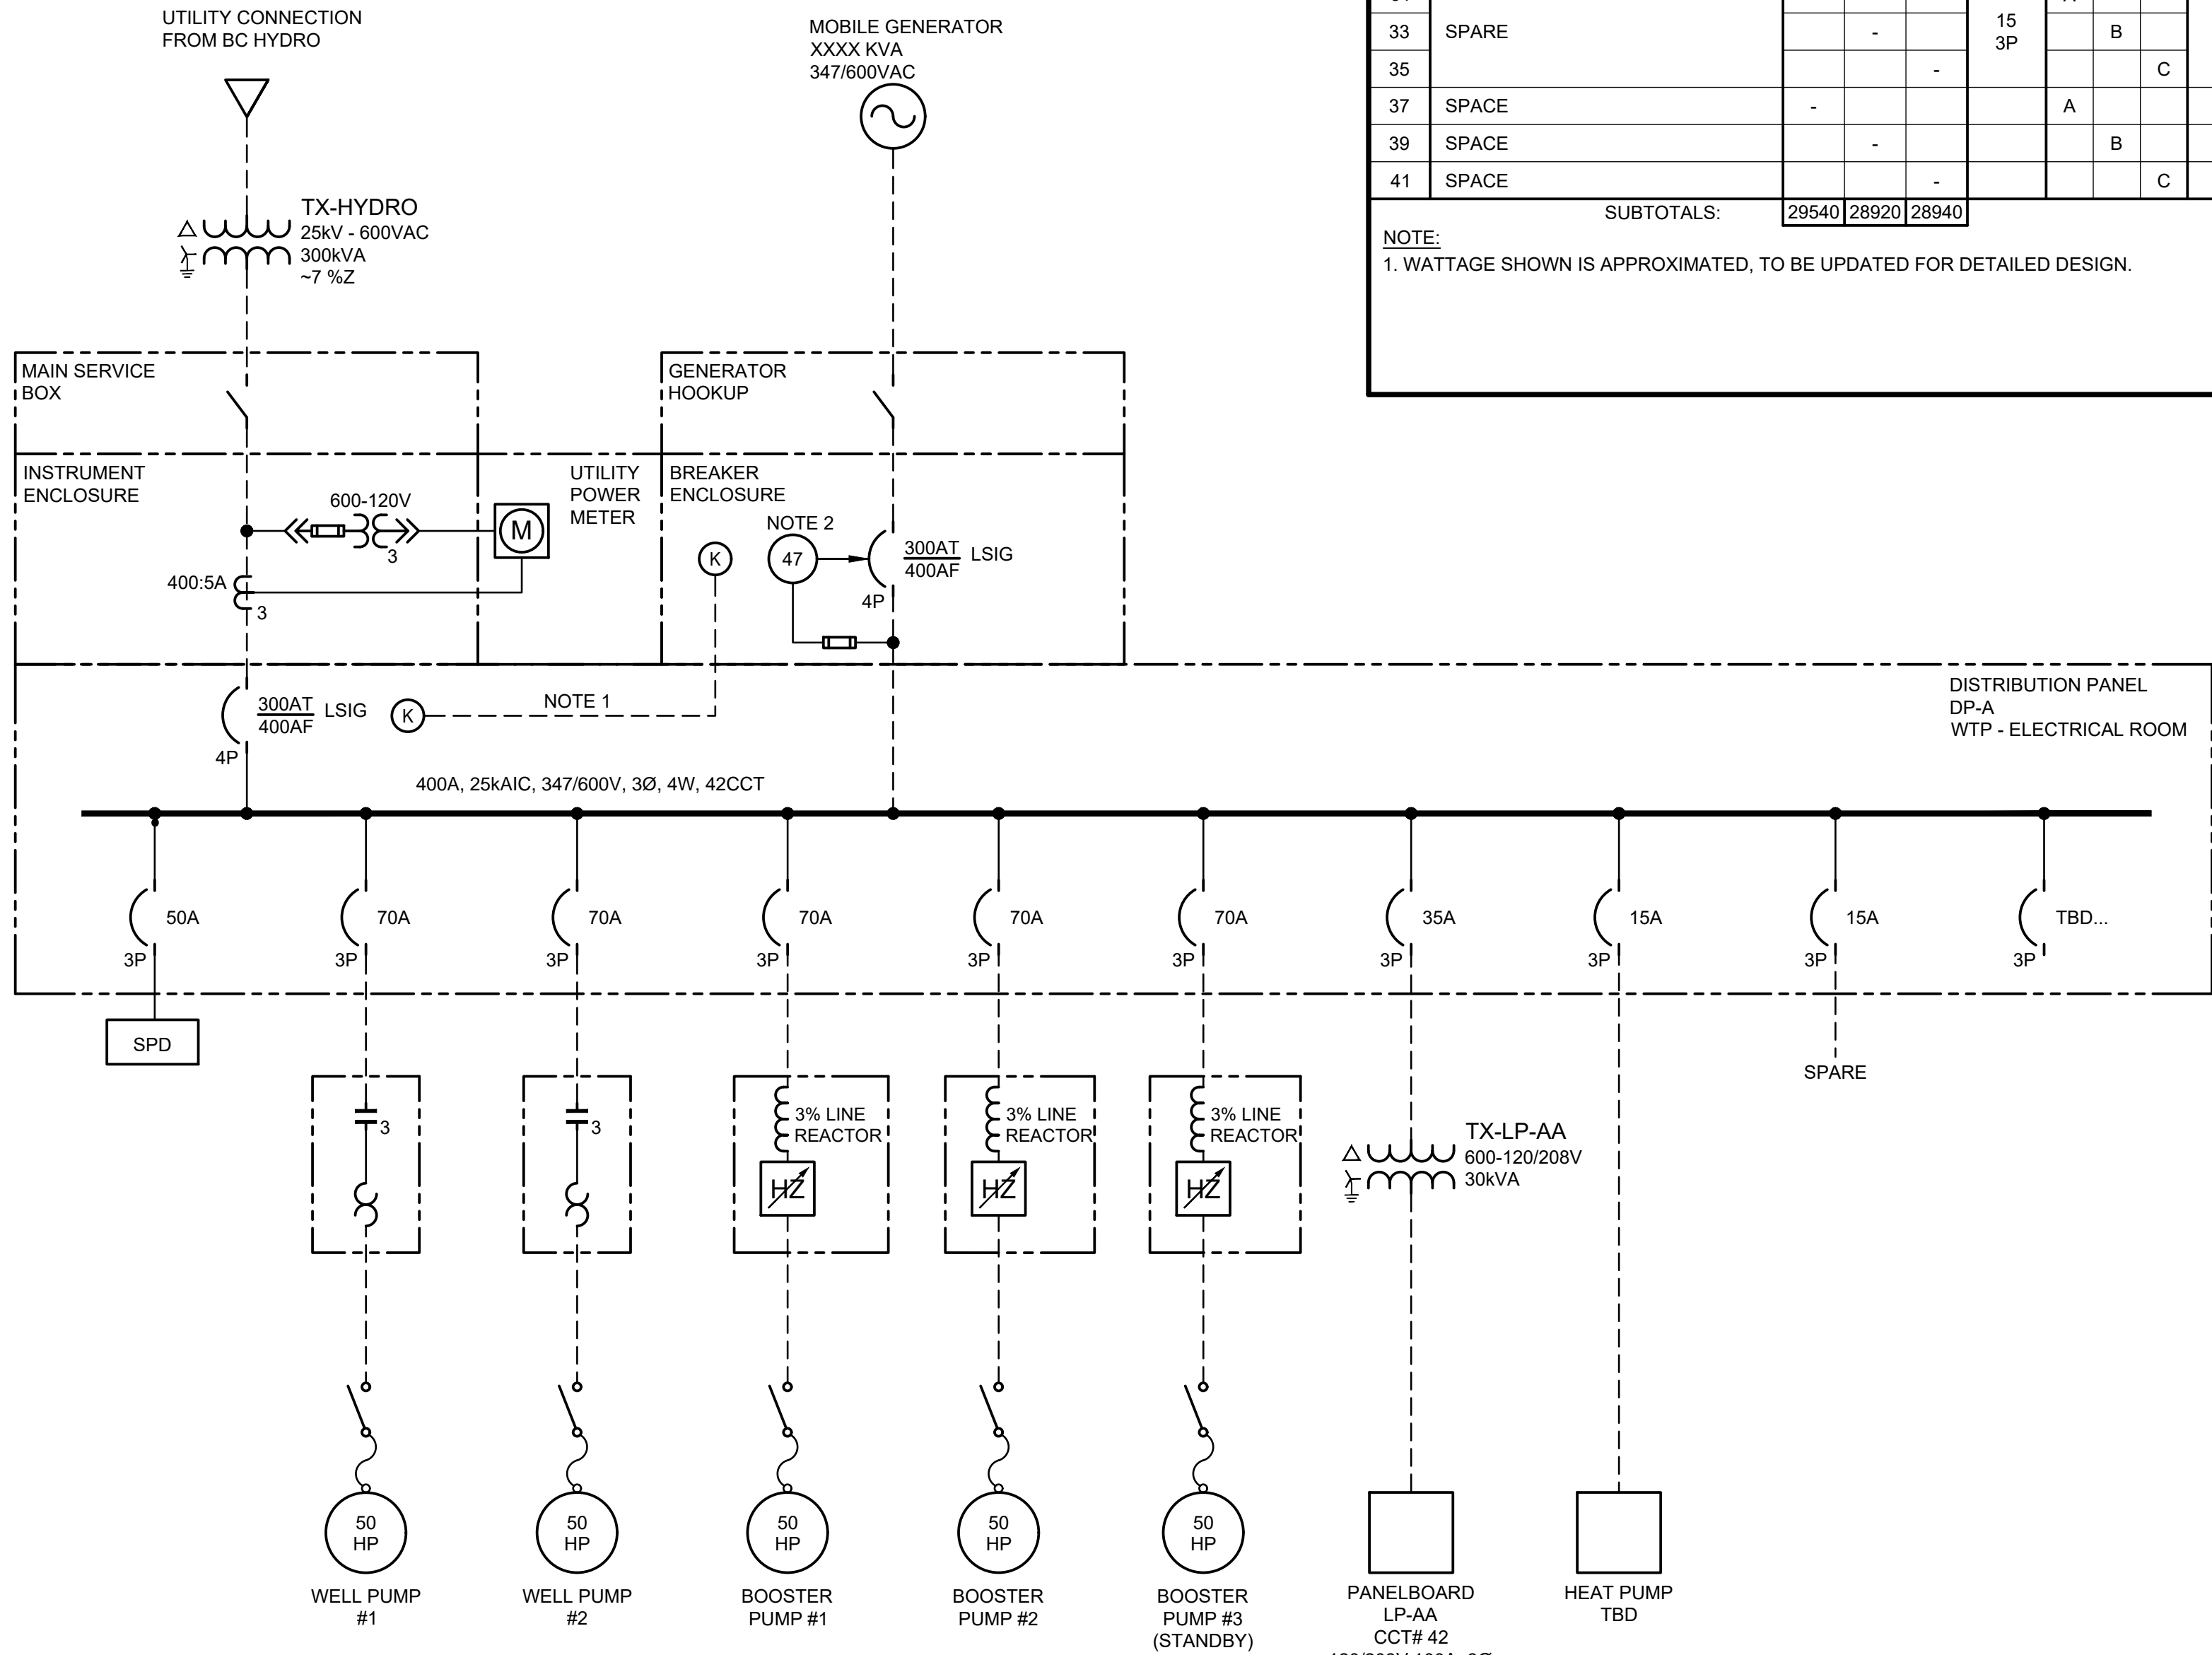 UTILITY CONNECTION
FROM BC HYDRO
MOBILE GENERATOR
XXXX KVA
347/600VAC
33 SPARE - 15 3P B
35 - C
37 SPACE - A
39 SPACE - B
41 SPACE - C
SUBTOTALS: 29540 28920 28940
NOTE:
1. WATTAGE SHOWN IS APPROXIMATED, TO BE UPDATED FOR DETAILED DESIGN.
TX-HYDRO
25kV - 600VAC
300kVA
~7 %Z
MAIN SERVICE
BOX
GENERATOR
HOOKUP
INSTRUMENT
ENCLOSURE
600-120V
3
M
UTILITY
POWER
METER
400:5A
3
BREAKER
ENCLOSURE
NOTE 2
K
47
300AT
400AF
LSIG
4P
300AT
400AF
LSIG
4P
K
NOTE 1
DISTRIBUTION PANEL
DP-A
WTP - ELECTRICAL ROOM
400A, 25kAIC, 347/600V, 3Ø, 4W, 42CCT
50A
3P
70A
3P
70A
3P
70A
3P
70A
3P
70A
3P
35A
3P
15A
3P
15A
3P
TBD...
3P
SPD
3
3
3% LINE
REACTOR
HZ
3% LINE
REACTOR
HZ
3% LINE
REACTOR
HZ
TX-LP-AA
600-120/208V
30kVA
SPARE
50
HP
WELL PUMP
#1
50
HP
WELL PUMP
#2
50
HP
BOOSTER
PUMP #1
50
HP
BOOSTER
PUMP #2
50
HP
BOOSTER
PUMP #3
(STANDBY)
PANELBOARD
LP-AA
CCT# 42
HEAT PUMP
TBD